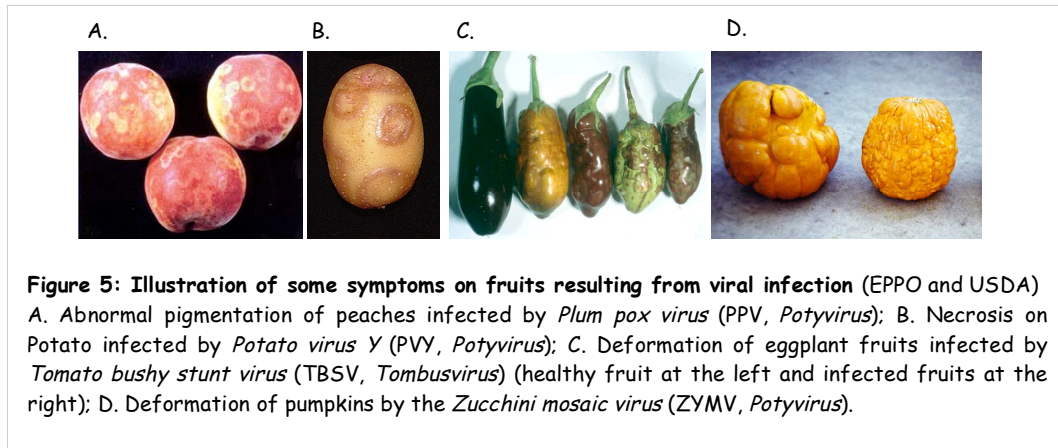 A.
B.
C.
D.
Figure 5: Illustration of some symptoms on fruits resulting from viral infection (EPPO and USDA)
A. Abnormal pigmentation of peaches infected by Plum pox virus (PPV, Potyvirus); B. Necrosis on
Potato infected by Potato virus Y (PVY, Potyvirus); C. Deformation of eggplant fruits infected by
Tomato bushy stunt virus (TBSV, Tombusvirus) (healthy fruit at the left and infected fruits at the
right); D. Deformation of pumpkins by the Zucchini mosaic virus (ZYMV, Potyvirus).